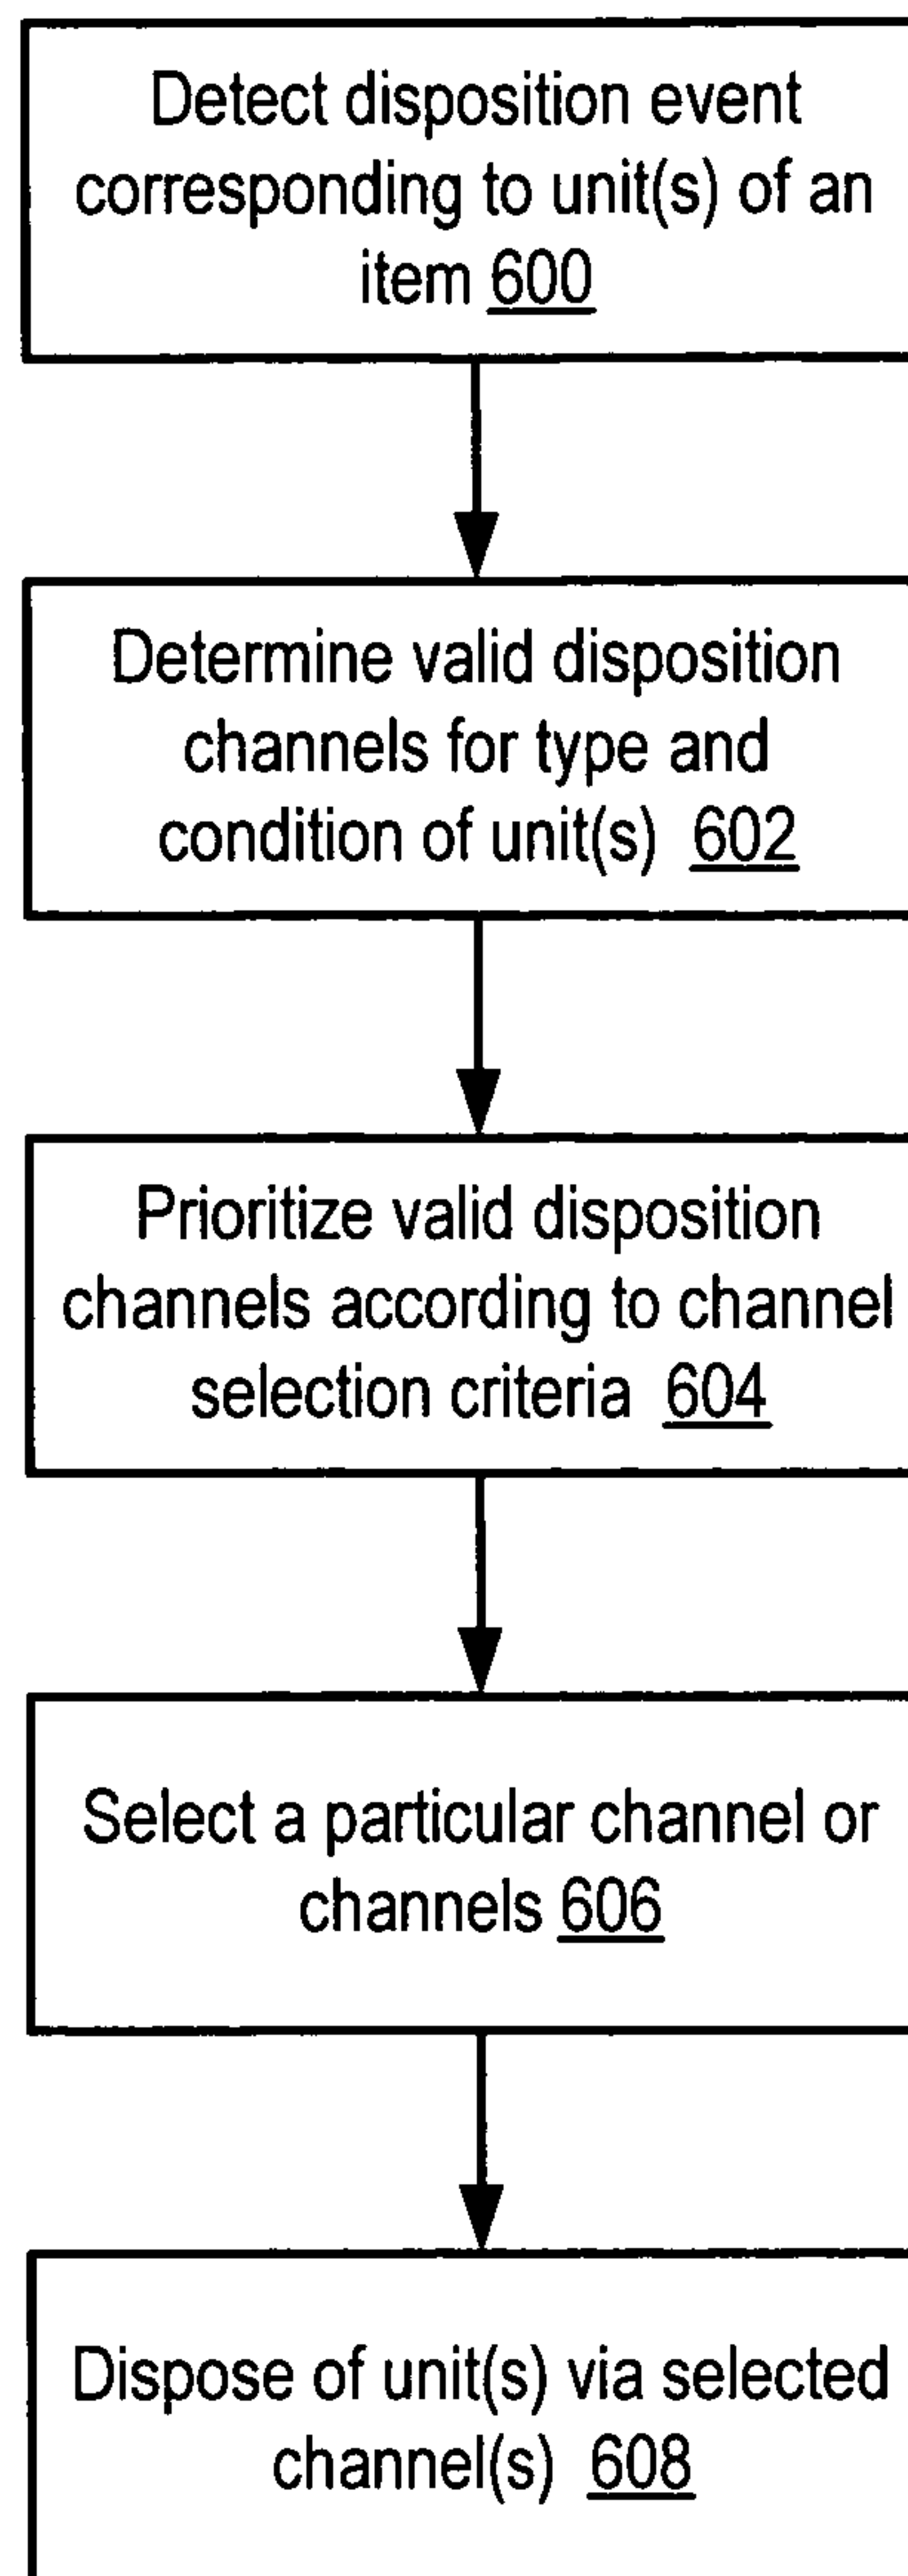 Detect disposition event
corresponding to unit(s) of an
item 600
Determine valid disposition
channels for type and
condition of unit(s) 602
Prioritize valid disposition
channels according to channel
selection criteria 604
Select a particular channel or
channels 606
Dispose of unit(s) via selected
channel(s) 608